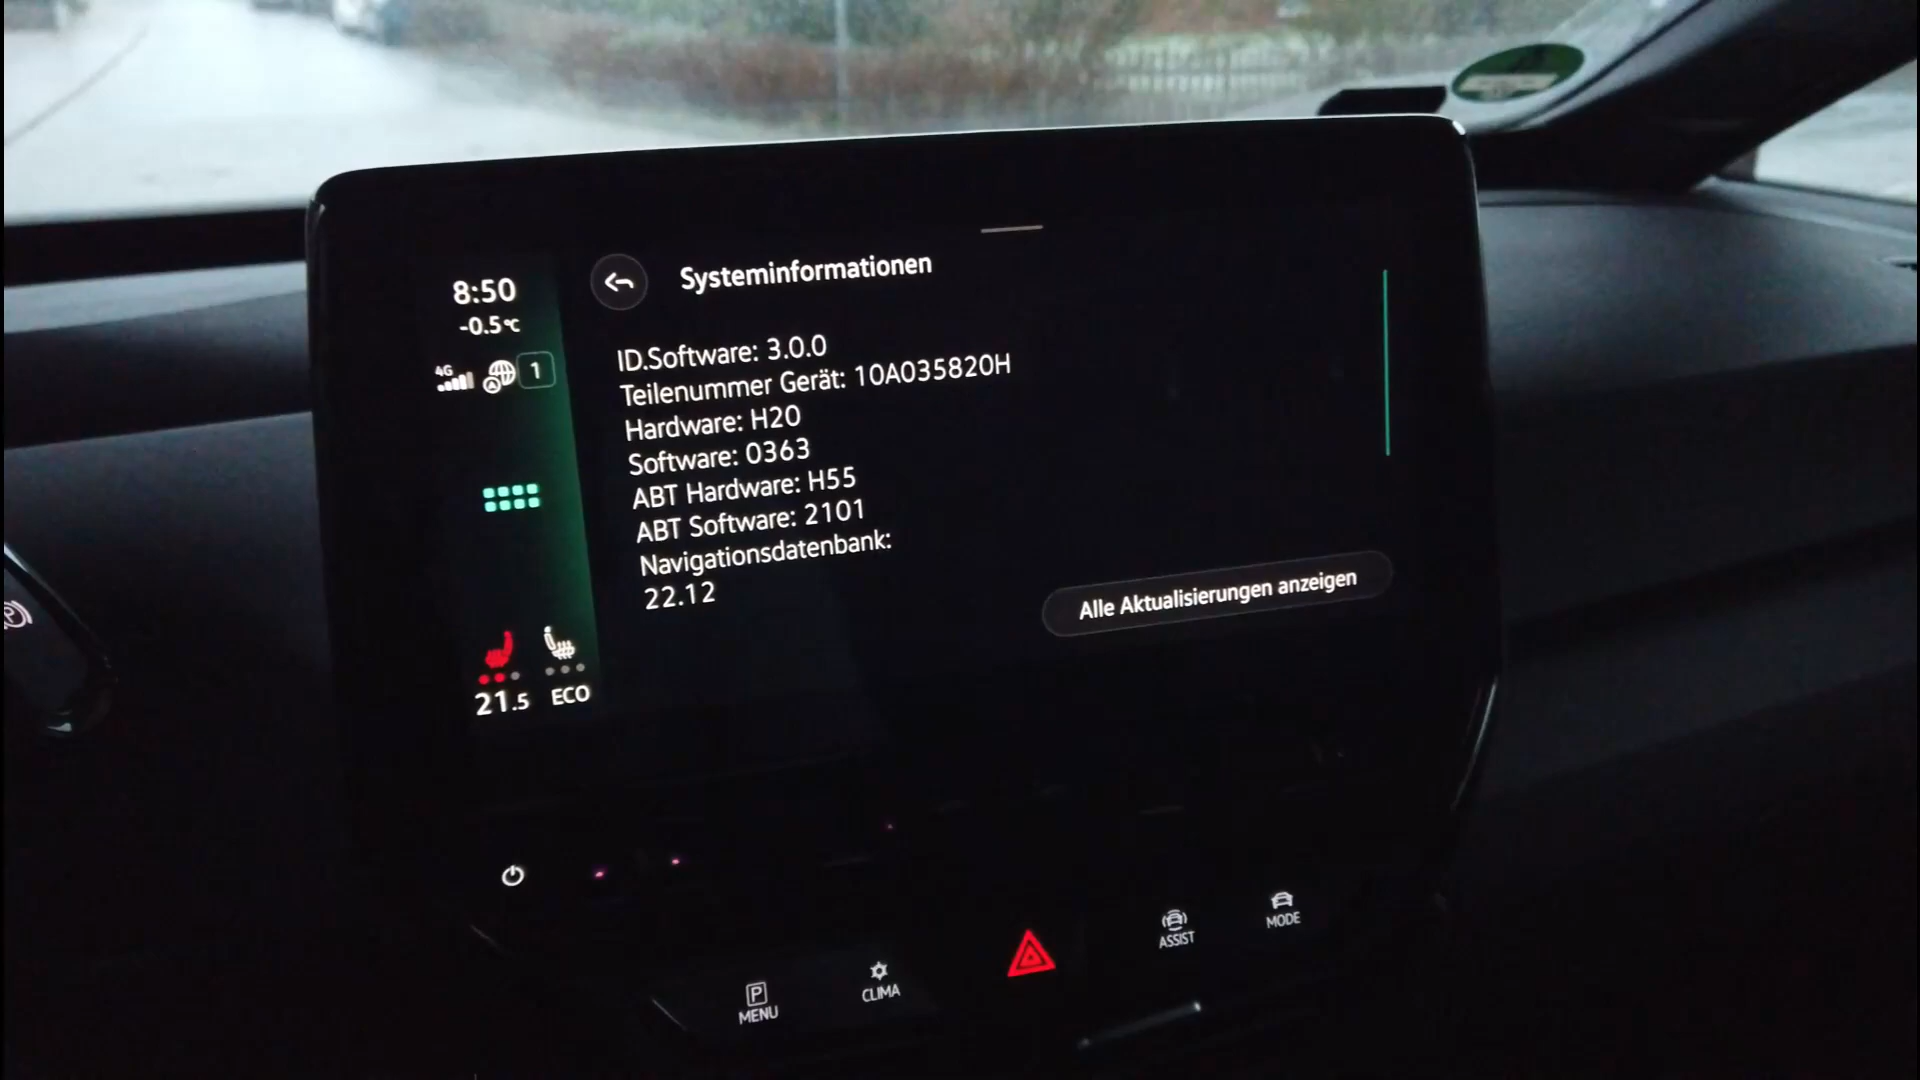 8:50
-0.5°C
4G
1
Systeminformationen
ID.Software: 3.0.0
Teilenummer Gerät: 10A035820H
Hardware: H20
Software: 0363
ABT Hardware: H55
ABT Software: 2101
Navigationsdatenbank:
22.12
Alle Aktualisierungen anzeigen
21.5
ECO
P
MENU
CLIMA
ASSIST
MODE